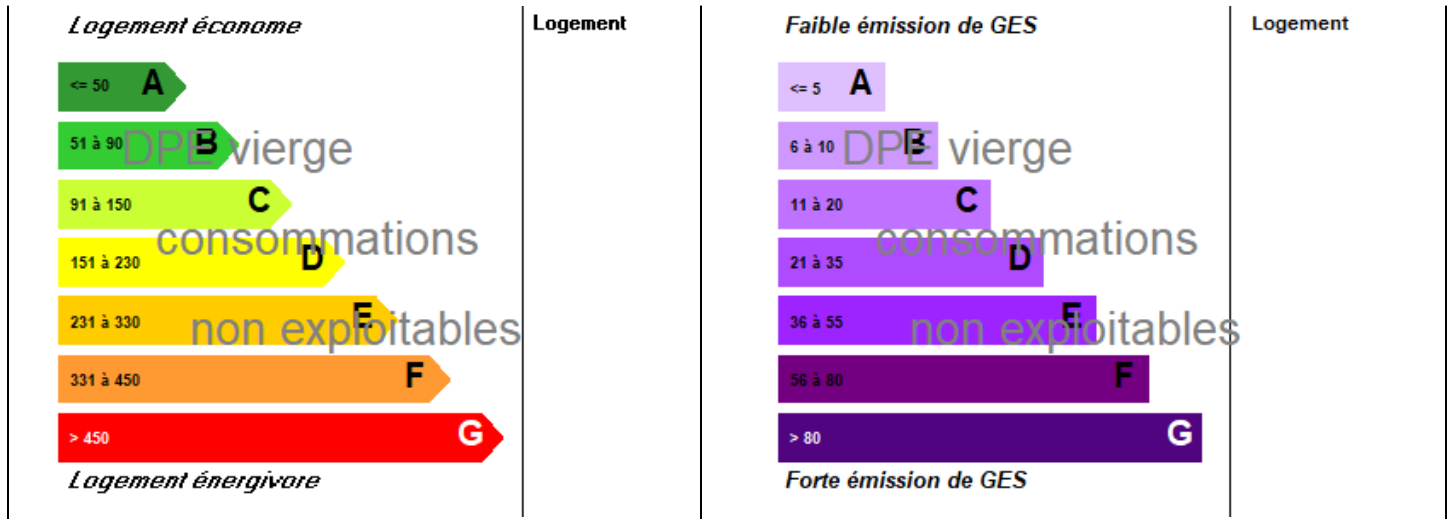 Logement économe
Logement
<= 50 A
51 à 90 B
DPE vierge
91 à 150 C
consommations
151 à 230 D
231 à 330 E
non exploitables
331 à 450 F
> 450 G
Logement énergivore
Faible émission de GES
Logement
<= 5 A
6 à 10 B
DPE vierge
11 à 20 C
consommations
21 à 35 D
36 à 55 E
non exploitables
56 à 80 F
> 80 G
Forte émission de GES